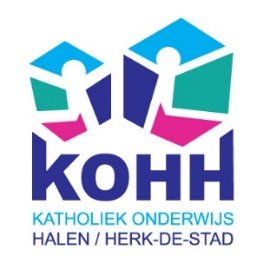 KOHH
KATHOLIEK ONDERWIJS
HALEN / HERK-DE-STAD